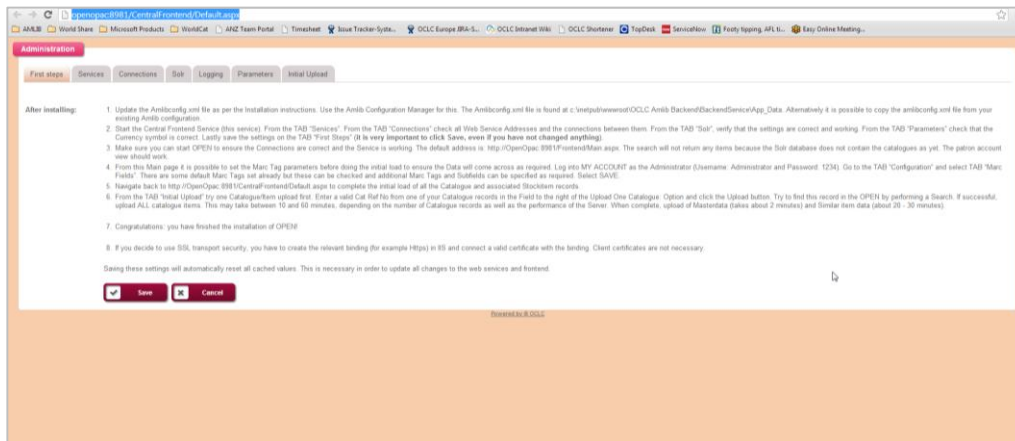 openopac:8981/CentralFrontend/Default.aspx
AMLIB World Share Microsoft Products WorldCat ANZ Team Portal Timesheet Issue Tracker-Syste... OCLC Europe JIRA-S... OCLC Intranet Wiki OCLC Shortener TopDesk ServiceNow Footy tipping, AFL ti... Easy Online Meeting...
Administration
First steps Services Connections Solr Logging Parameters Initial Upload
After installing: 1. Update the Amlibconfig.xml file as per the Installation instructions. Use the Amlib Configuration Manager for this. The Amlibconfig.xml file is found at c:\inetpub\wwwroot\OCLC Amlib Backend\BackendService\App_Data. Alternatively it is possible to copy the amlibconfig.xml file from your
existing Amlib configuration.
2. Start the Central Frontend Service (this service). From the TAB "Services". From the TAB "Connections" check all Web Service Addresses and the connections between them. From the TAB "Solr", verify that the settings are correct and working. From the TAB "Parameters" check that the
Currency symbol is correct. Lastly save the settings on the TAB "First Steps" (it is very important to click Save, even if you have not changed anything).
3. Make sure you can start OPEN to ensure the Connections are correct and the Service is working. The default address is: http://OpenOpac:8981/Frontend/Main.aspx. The search will not return any items because the Solr database does not contain the catalogues as yet. The patron account
view should work.
4. From this Main page it is possible to set the Marc Tag parameters before doing the initial load to ensure the Data will come across as required. Log into MY ACCOUNT as the Administrator (Username: Administrator and Password: 1234). Go to the TAB "Configuration" and select TAB "Marc
Fields". There are some default Marc Tags set already but these can be checked and additional Marc Tags and Subfields can be specified as required. Select SAVE.
5. Navigate back to http://OpenOpac:8981/CentralFrontend/Default.aspx to complete the initial load of all the Catalogue and associated Stockitem records
6. From the TAB "Initial Upload" try one Catalogue/Item upload first. Enter a valid Cat Ref No from one of your Catalogue records in the Field to the right of the Upload One Catalogue. Option and click the Upload button. Try to find this record in the OPEN by performing a Search. If successful,
upload ALL catalogue items. This may take between 10 and 60 minutes, depending on the number of Catalogue records as well as the performance of the Server. When complete, upload of Masterdata (takes about 2 minutes) and Similar item data (about 20 - 30 minutes).
7. Congratulations: you have finished the installation of OPEN!
8. If you decide to use SSL transport security, you have to create the relevant binding (for example Https) in IIS and connect a valid certificate with the binding. Client certificates are not necessary.
Saving these settings will automatically reset all cached values. This is necessary in order to update all changes to the web services and frontend.
Save Cancel
Powered by © OCLC